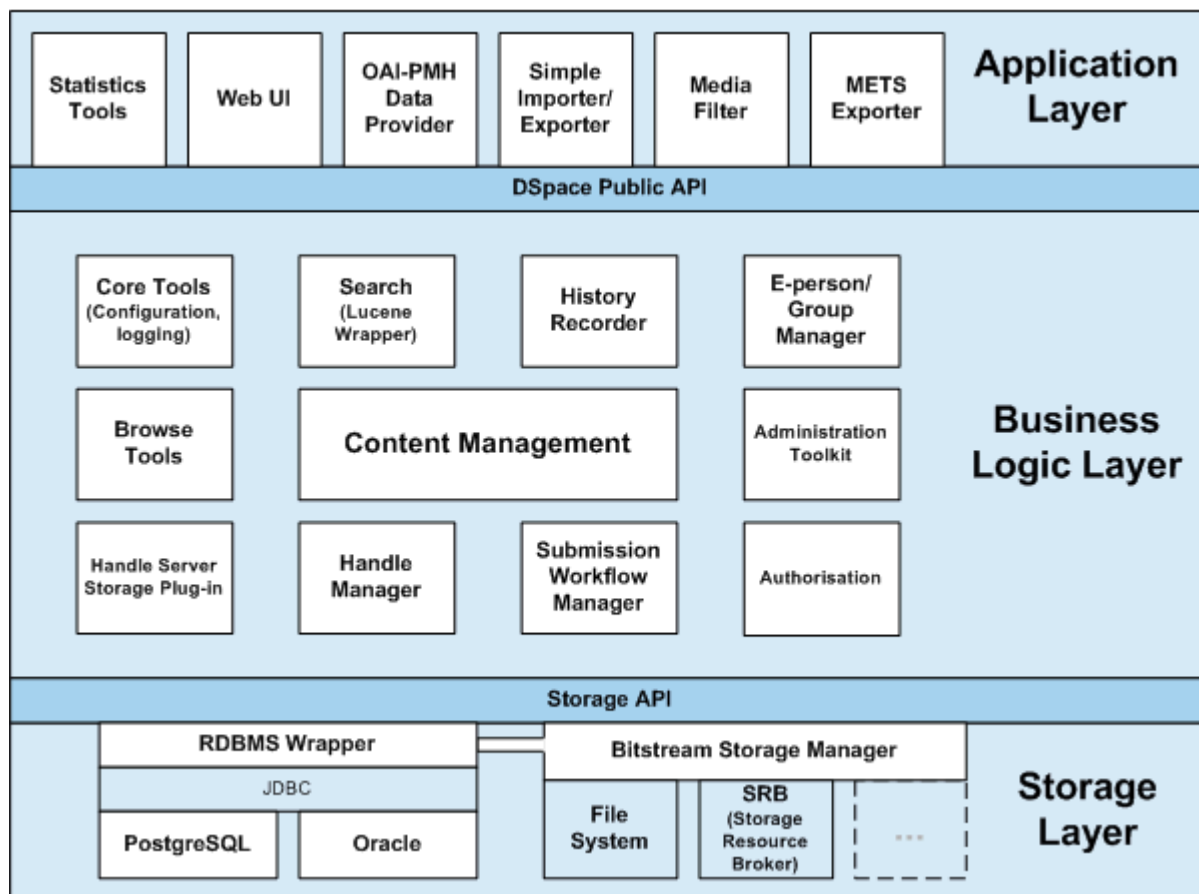 Statistics
Tools
Web UI
OAI-PMH
Data
Provider
Simple
Importer/
Exporter
Media
Filter
METS
Exporter
Application
Layer
DSpace Public API
Core Tools
(Configuration,
logging)
Search
(Lucene
Wrapper)
History
Recorder
E-person/
Group
Manager
Browse
Tools
Content Management
Administration
Toolkit
Business
Logic Layer
Handle Server
Storage Plug-in
Handle
Manager
Submission
Workflow
Manager
Authorisation
Storage API
RDBMS Wrapper
JDBC
PostgreSQL
Oracle
Bitstream Storage Manager
File
System
SRB
(Storage
Resource
Broker)
...
Storage
Layer